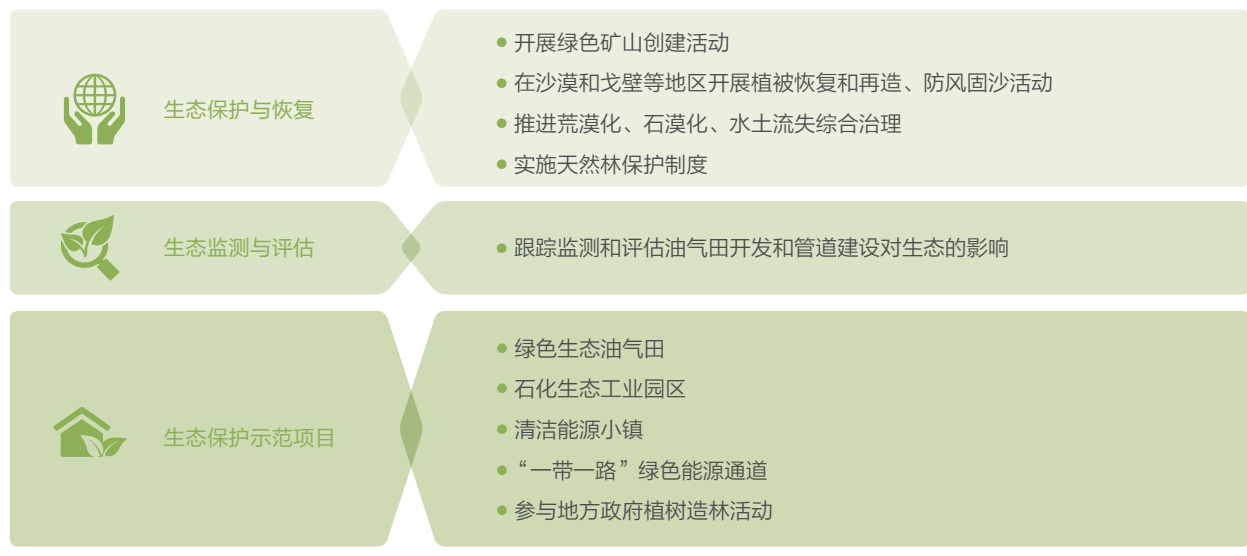 生态保护与恢复
● 开展绿色矿山创建活动
● 在沙漠和戈壁等地区开展植被恢复和再造、防风固沙活动
● 推进荒漠化、石漠化、水土流失综合治理
● 实施天然林保护制度
生态监测与评估
● 跟踪监测和评估油气田开发和管道建设对生态的影响
生态保护示范项目
● 绿色生态油气田
● 石化生态工业园区
● 清洁能源小镇
● “一带一路”绿色能源通道
● 参与地方政府植树造林活动